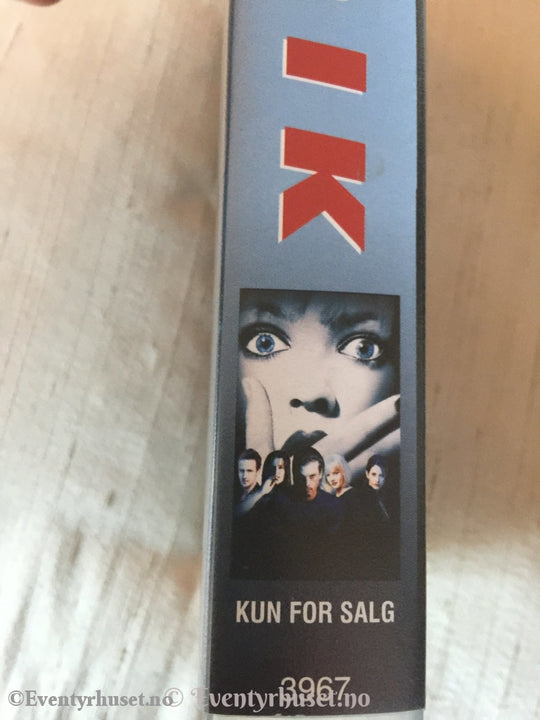 I
K
KUN FOR SALG
3967
©Eventyrhuset.no © Eventyrhuset.no